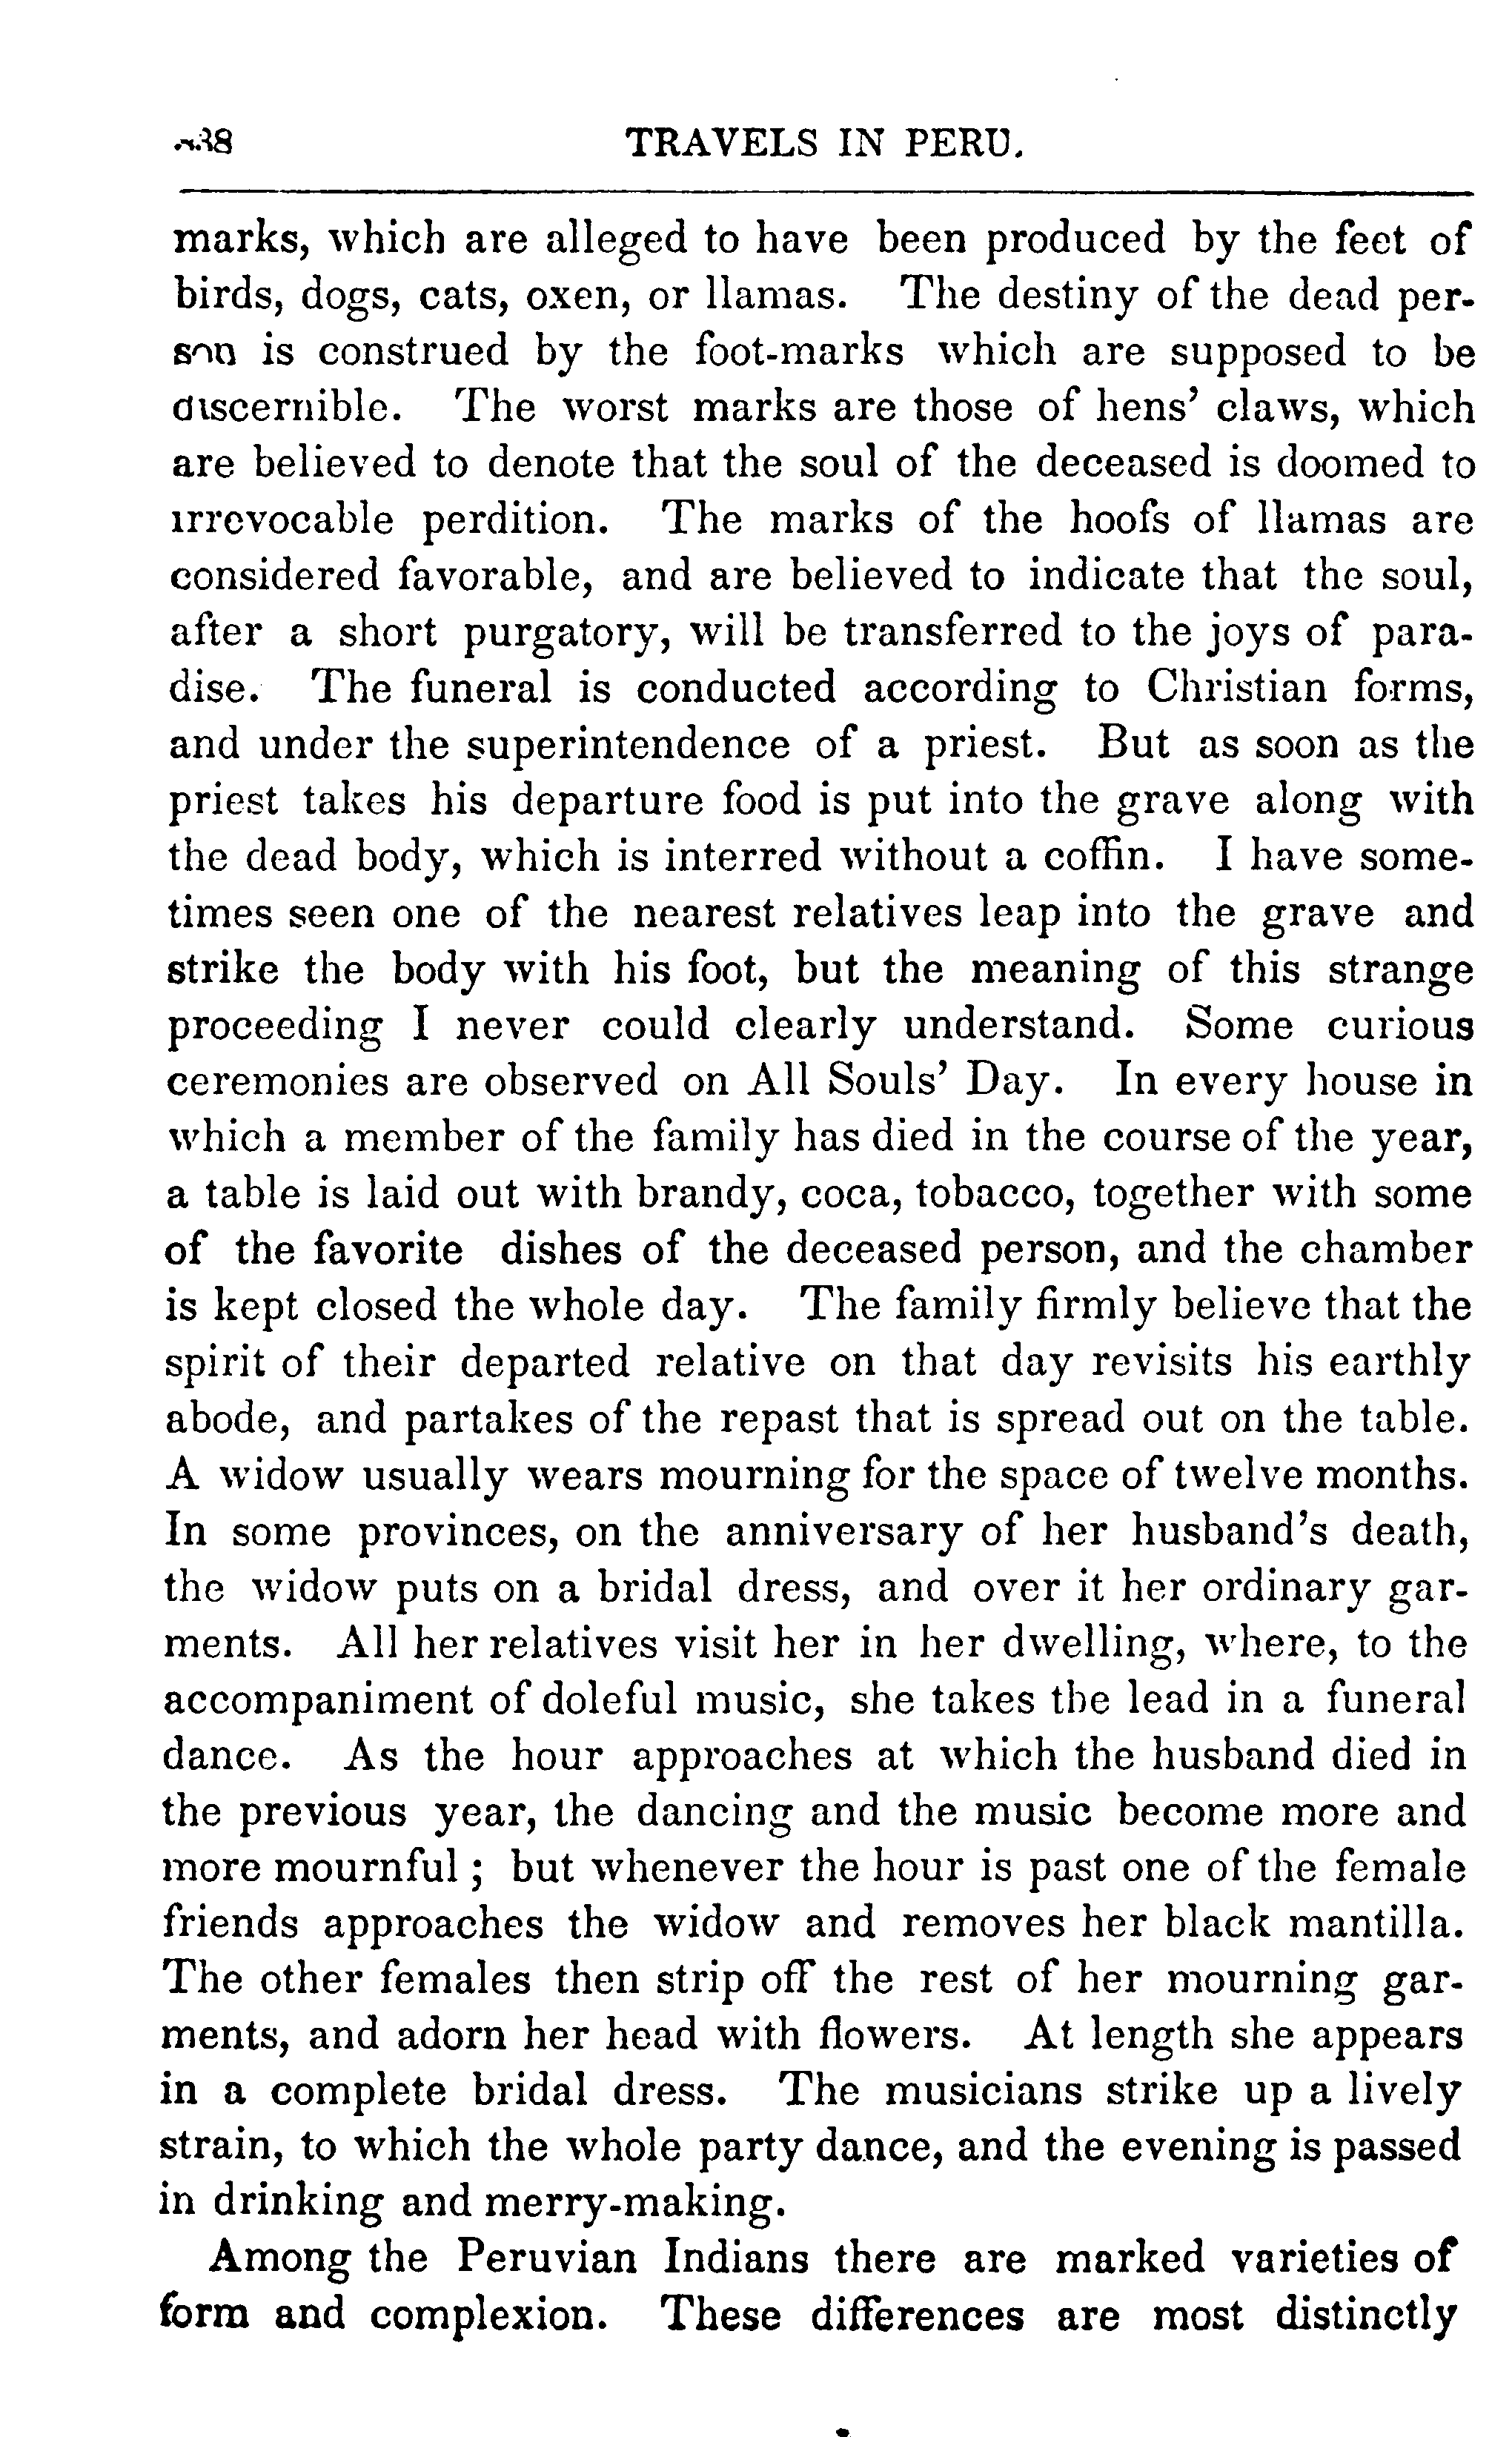 TRAVELS IN PERU.
marks, which are alleged to have been produced by the feet of
birds, dogs, cats, oxen, or llamas. The destiny of the dead per-
son is construed by the foot-marks which are supposed to be
discernible. The worst marks are those of hens' claws, which
are believed to denote that the soul of the deceased is doomed to
irrevocable perdition. The marks of the hoofs of llamas are
considered favorable, and are believed to indicate that the soul,
after a short purgatory, will be transferred to the joys of para-
dise. The funeral is conducted according to Christian forms,
and under the superintendence of a priest. But as soon as the
priest takes his departure food is put into the grave along with
the dead body, which is interred without a coffin. I have some-
times seen one of the nearest relatives leap into the grave and
strike the body with his foot, but the meaning of this strange
proceeding I never could clearly understand. Some curious
ceremonies are observed on All Souls' Day. In every house in
which a member of the family has died in the course of the year,
a table is laid out with brandy, coca, tobacco, together with some
of the favorite dishes of the deceased person, and the chamber
is kept closed the whole day. The family firmly believe that the
spirit of their departed relative on that day revisits his earthly
abode, and partakes of the repast that is spread out on the table.
A widow usually wears mourning for the space of twelve months.
In some provinces, on the anniversary of her husband's death,
the widow puts on a bridal dress, and over it her ordinary gar-
ments. All her relatives visit her in her dwelling, where, to the
accompaniment of doleful music, she takes the lead in a funeral
dance. As the hour approaches at which the husband died in
the previous year, the dancing and the music become more and
more mournful; but whenever the hour is past one of the female
friends approaches the widow and removes her black mantilla.
The other females then strip off the rest of her mourning gar-
ments, and adorn her head with flowers. At length she appears
in a complete bridal dress. The musicians strike up a lively
strain, to which the whole party dance, and the evening is passed
in drinking and merry-making.
Among the Peruvian Indians there are marked varieties of
form and complexion. These differences are most distinctly